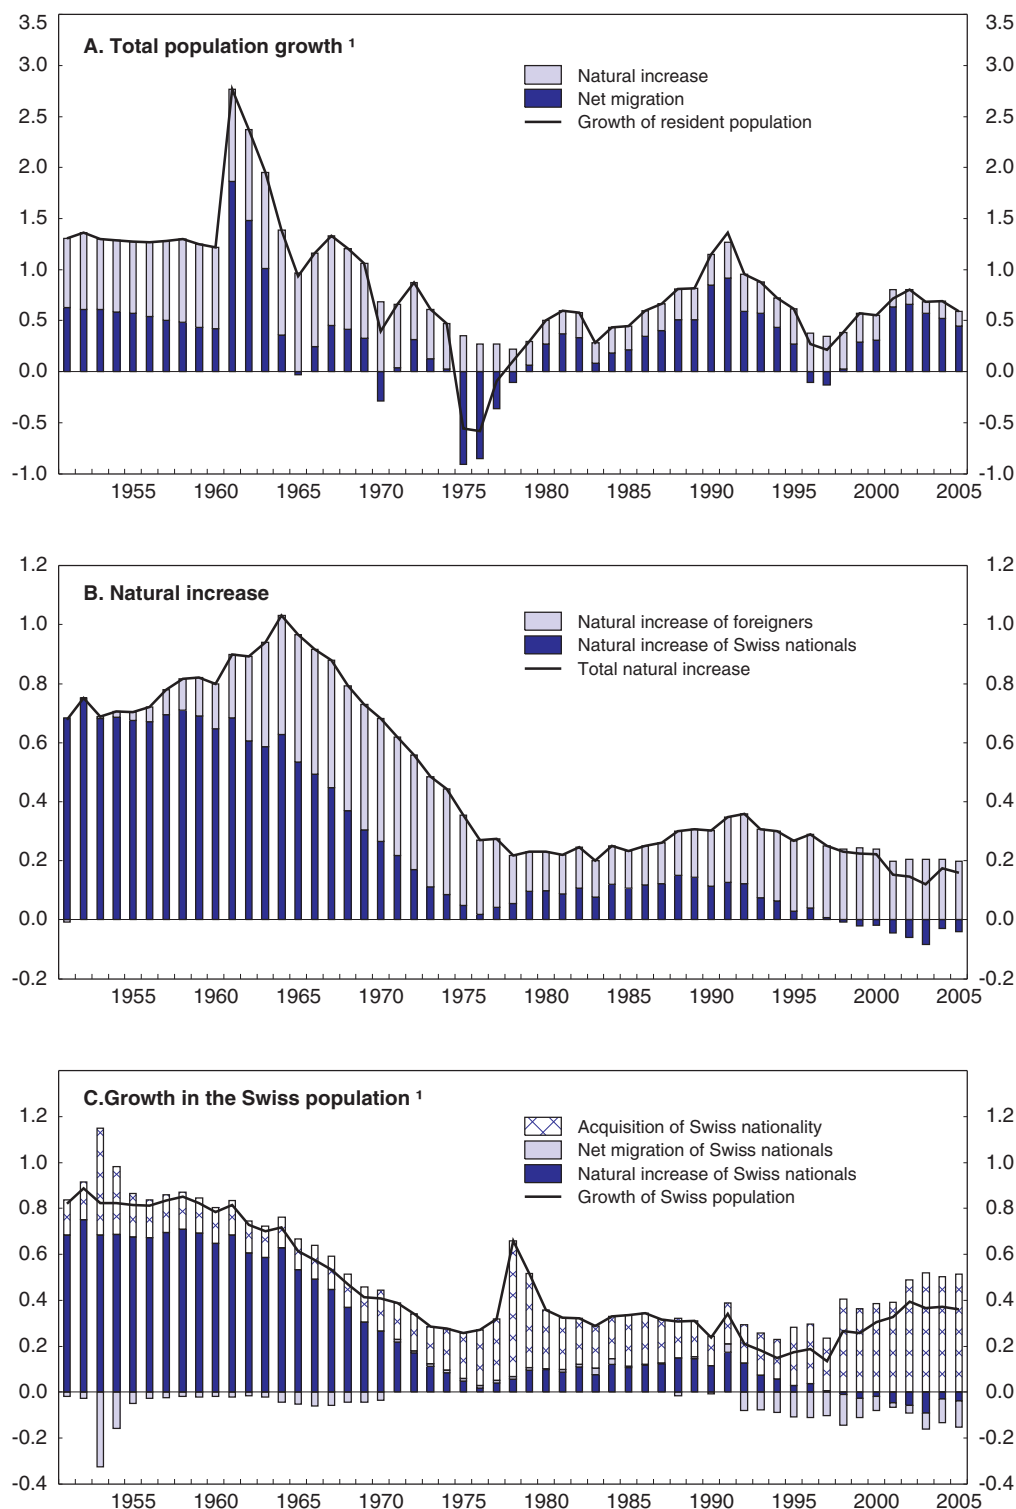 A. Total population growth ¹
Natural increase
Net migration
Growth of resident population
3.5 3.5
3.0 3.0
2.5 2.5
2.0 2.0
1.5 1.5
1.0 1.0
0.5 0.5
0.0 0.0
-0.5 -0.5
-1.0 -1.0
1955 1960 1965 1970 1975 1980 1985 1990 1995 2000 2005
B. Natural increase
Natural increase of foreigners
Natural increase of Swiss nationals
Total natural increase
1.2 1.2
1.0 1.0
0.8 0.8
0.6 0.6
0.4 0.4
0.2 0.2
0.0 0.0
-0.2 -0.2
1955 1960 1965 1970 1975 1980 1985 1990 1995 2000 2005
C.Growth in the Swiss population ¹
Acquisition of Swiss nationality
Net migration of Swiss nationals
Natural increase of Swiss nationals
Growth of Swiss population
1.2 1.2
1.0 1.0
0.8 0.8
0.6 0.6
0.4 0.4
0.2 0.2
0.0 0.0
-0.2 -0.2
-0.4 -0.4
1955 1960 1965 1970 1975 1980 1985 1990 1995 2000 2005